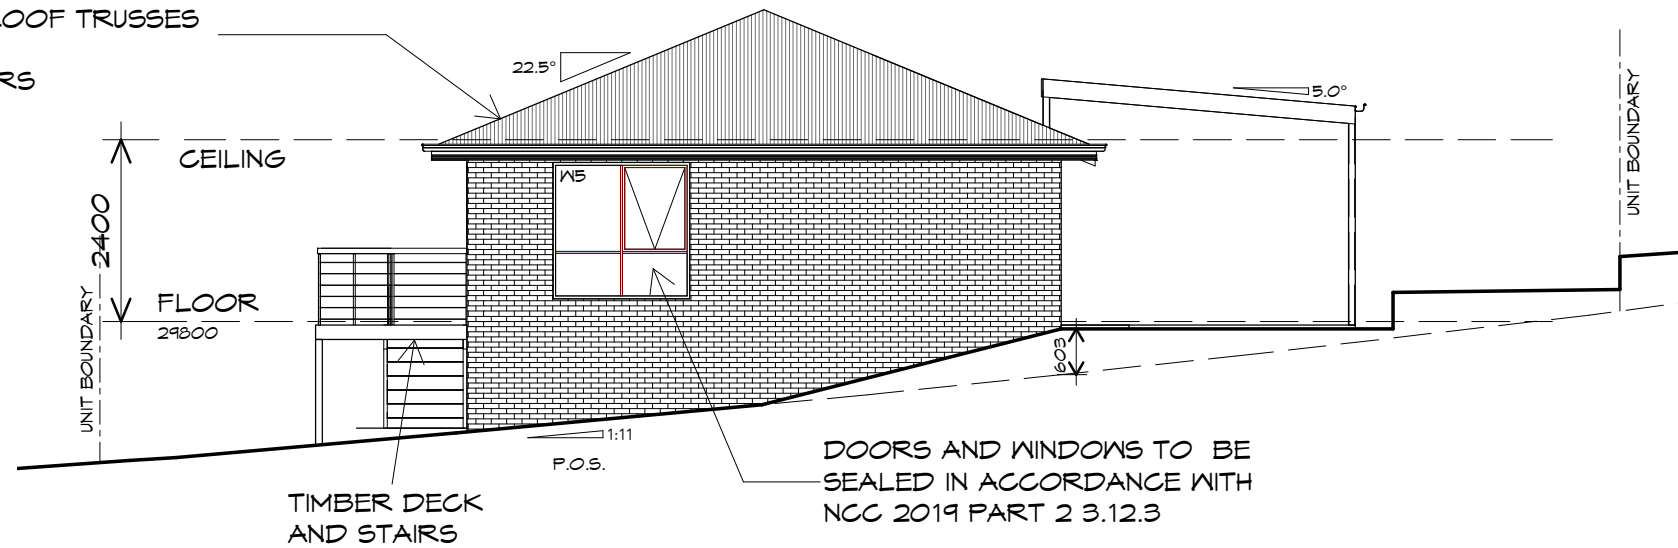 OOF TRUSSES
RS
22.5°
5.0°
UNIT BOUNDARY
CEILING
W5
2400
FLOOR
29800
UNIT BOUNDARY
603
1:11
P.O.S.
DOORS AND WINDOWS TO BE
SEALED IN ACCORDANCE WITH
NCC 2019 PART 2 3.12.3
TIMBER DECK
AND STAIRS